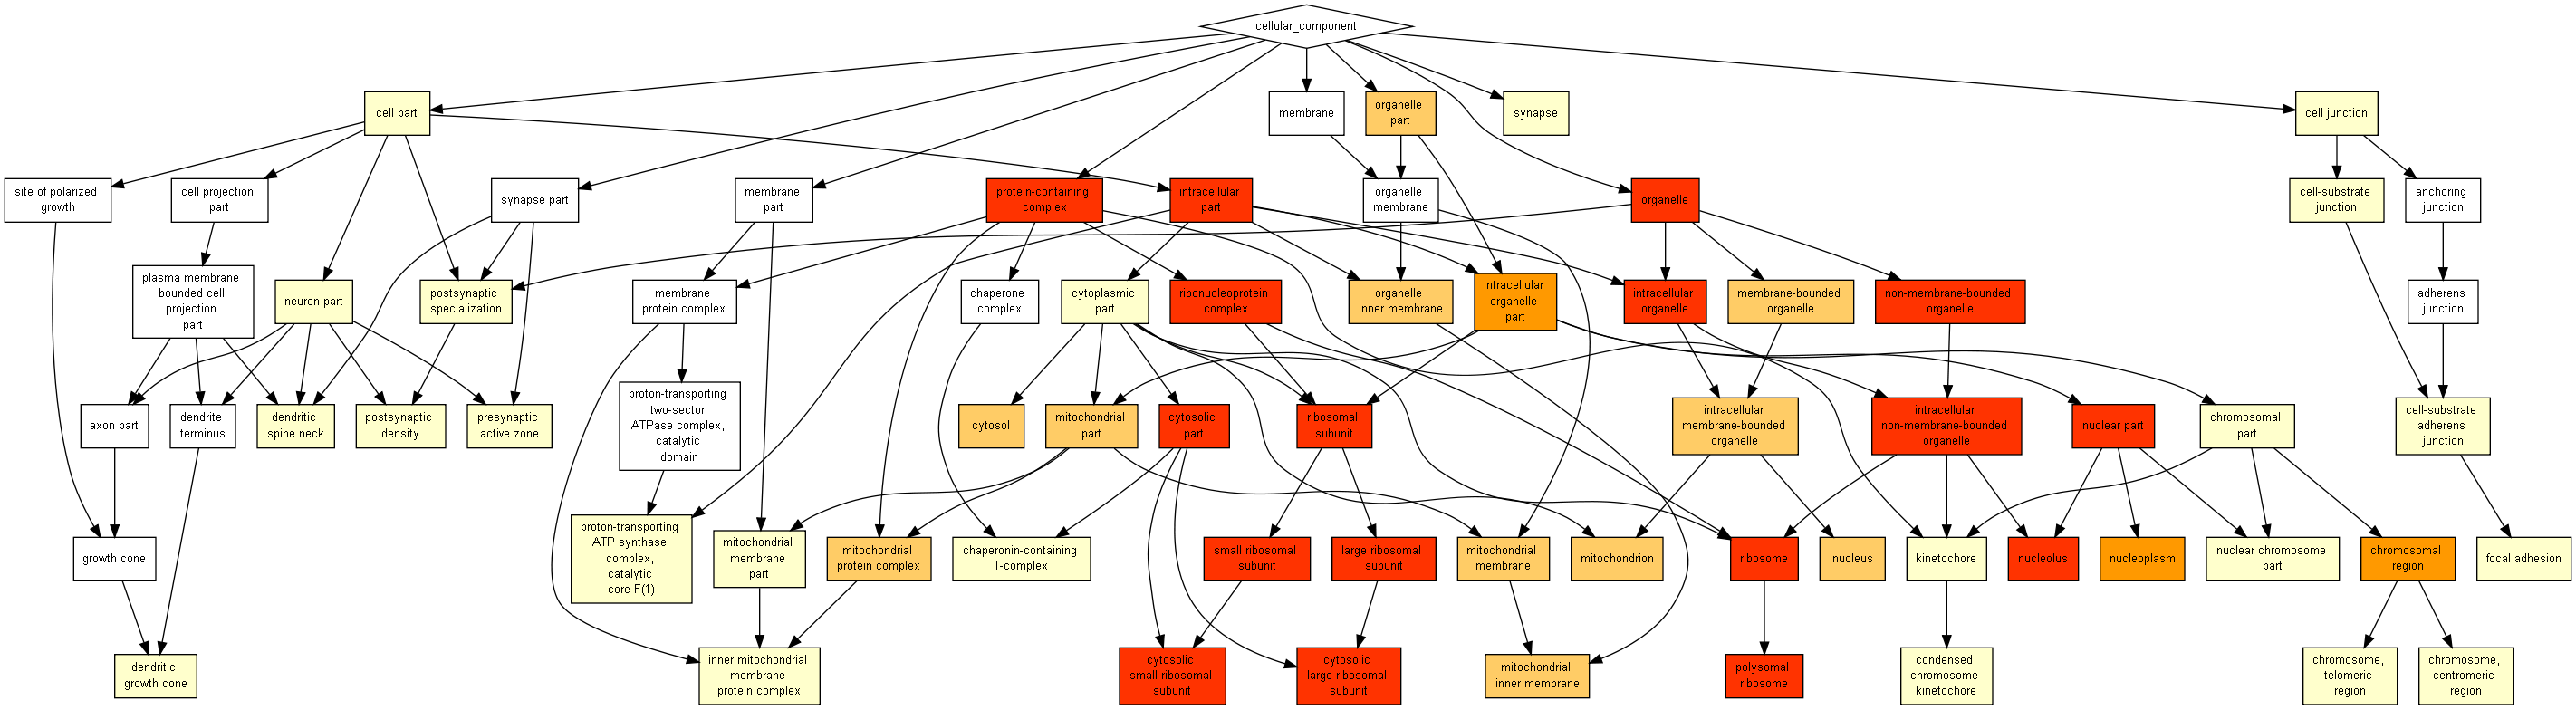 cellular_component
cell part
membrane
organelle
part
synapse
cell junction
site of polarized
growth
cell projection
part
synapse part
membrane
part
protein-containing
complex
intracellular
part
organelle
membrane
organelle
cell-substrate
junction
anchoring
junction
plasma membrane
bounded cell
projection
part
neuron part
postsynaptic
specialization
membrane
protein complex
chaperone
complex
cytoplasmic
part
ribonucleoprotein
complex
organelle
inner membrane
intracellular
organelle
part
intracellular
organelle
membrane-bounded
organelle
non-membrane-bounded
organelle
adherens
junction
axon part
dendrite
terminus
dendritic
spine neck
postsynaptic
density
presynaptic
active zone
proton-transporting
two-sector
ATPase complex,
catalytic
domain
cytosol
mitochondrial
part
cytosolic
part
ribosomal
subunit
intracellular
membrane-bounded
organelle
intracellular
non-membrane-bounded
organelle
nuclear part
chromosomal
part
cell-substrate
adherens
junction
growth cone
proton-transporting
ATP synthase
complex,
catalytic
core F(1)
mitochondrial
membrane
part
mitochondrial
protein complex
chaperonin-containing
T-complex
small ribosomal
subunit
large ribosomal
subunit
mitochondrial
membrane
mitochondrion
ribosome
nucleus
kinetochore
nucleolus
nucleoplasm
nuclear chromosome
part
chromosomal
region
focal adhesion
dendritic
growth cone
inner mitochondrial
membrane
protein complex
cytosolic
small ribosomal
subunit
cytosolic
large ribosomal
subunit
mitochondrial
inner membrane
polysomal
ribosome
condensed
chromosome
kinetochore
chromosome,
telomeric
region
chromosome,
centromeric
region